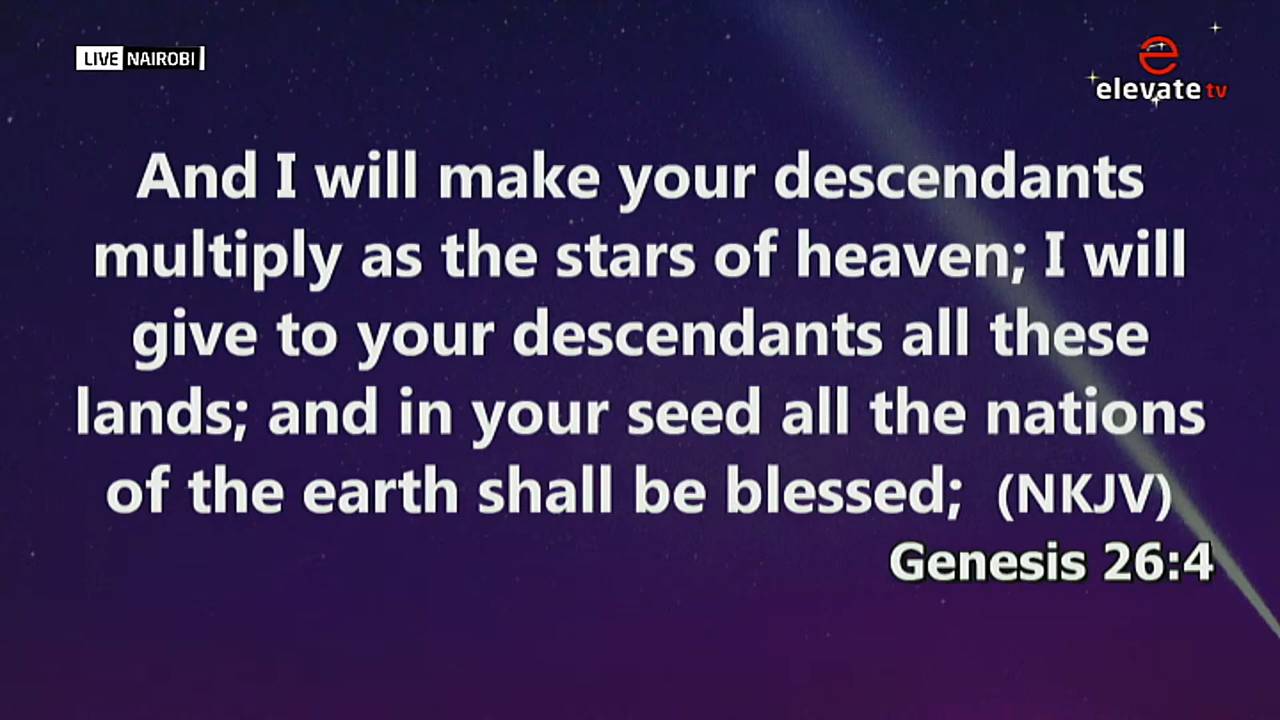 LIVE NAIROBI
e
elevate tv
And I will make your descendants
multiply as the stars of heaven; I will
give to your descendants all these
lands; and in your seed all the nations
of the earth shall be blessed; (NKJV)
Genesis 26:4